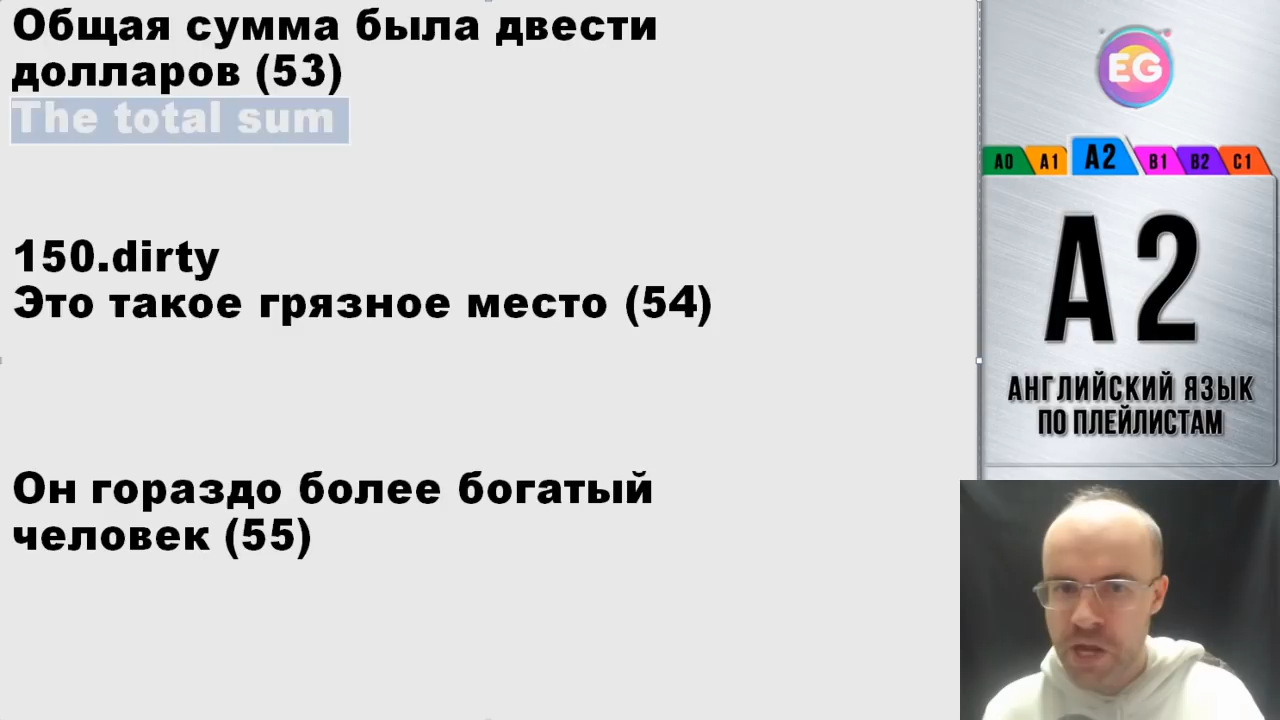 Общая сумма была двести
долларов (53)
The total sum
150.dirty
Это такое грязное место (54)
Он гораздо более богатый
человек (55)
EG
A0 A1 A2 B1 B2 C1
A2
АНГЛИЙСКИЙ ЯЗЫК
ПО ПЛЕЙЛИСТАМ